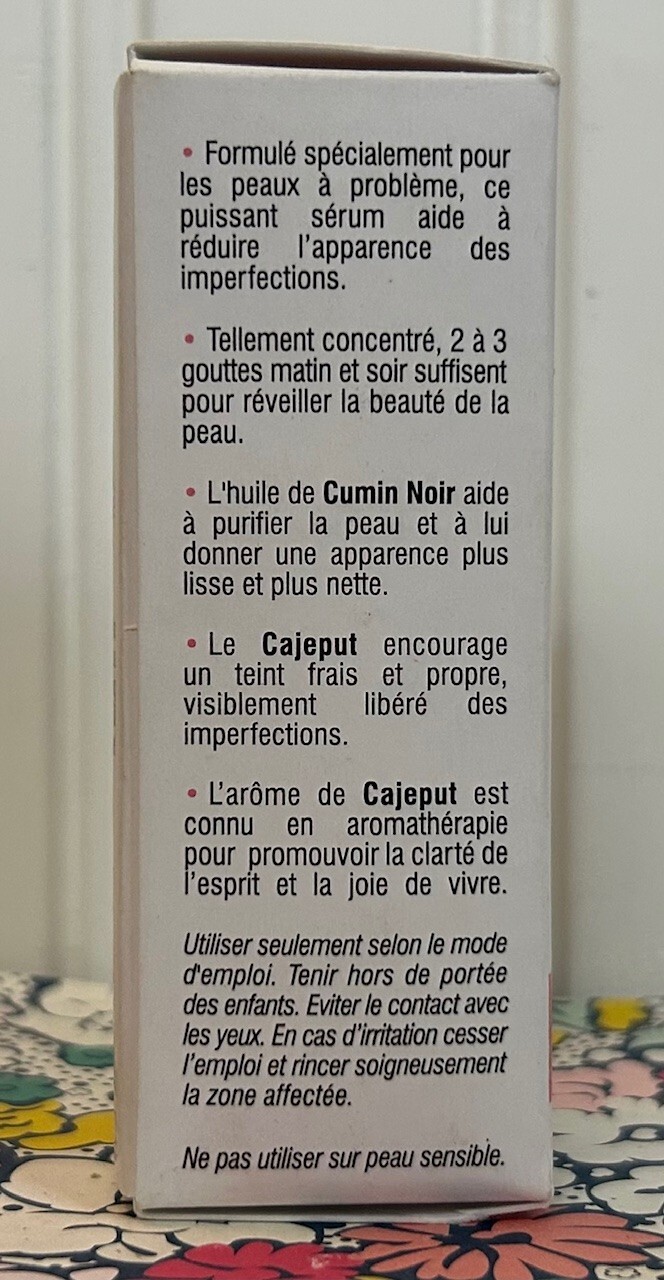 • Formulé spécialement pour
les peaux à problème, ce
puissant sérum aide à
réduire l'apparence des
imperfections.
• Tellement concentré, 2 à 3
gouttes matin et soir suffisent
pour réveiller la beauté de la
peau.
• L'huile de Cumin Noir aide
à purifier la peau et à lui
donner une apparence plus
lisse et plus nette.
• Le Cajeput encourage
un teint frais et propre,
visiblement libéré des
imperfections.
• L'arôme de Cajeput est
connu en aromathérapie
pour promouvoir la clarté de
l'esprit et la joie de vivre.
Utiliser seulement selon le mode
d'emploi. Tenir hors de portée
des enfants. Eviter le contact avec
les yeux. En cas d'irritation cesser
l'emploi et rincer soigneusement
la zone affectée.
Ne pas utiliser sur peau sensible.